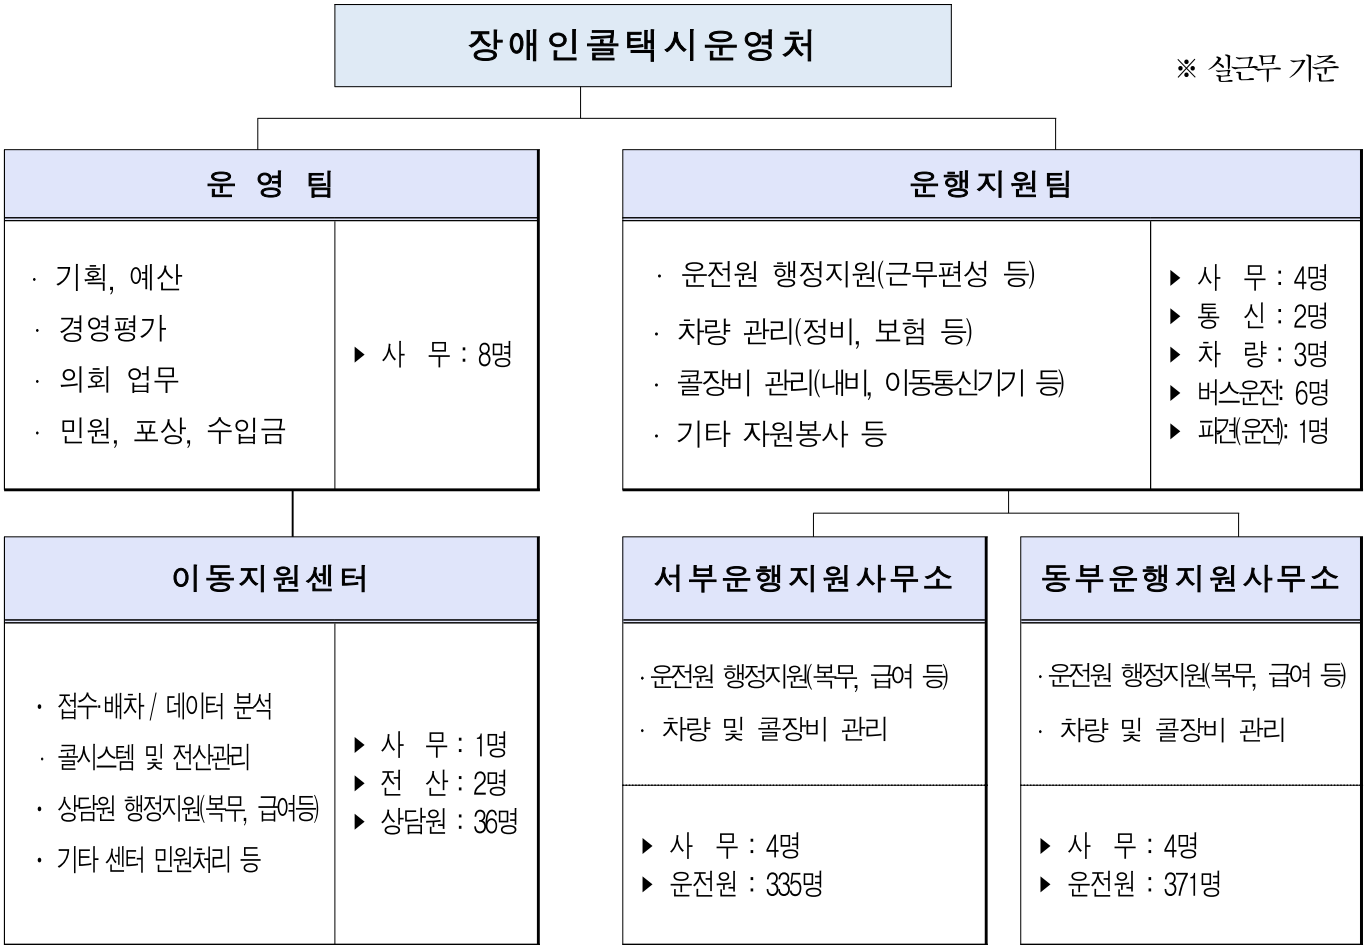 장애인콜택시운영처
※ 실근무 기준
운 영 팀
· 기획, 예산
· 경영평가
· 의회 업무
· 민원, 포상, 수입금
▶ 사 무 : 8명
운행지원팀
· 운전원 행정지원(근무편성 등)
· 차량 관리(정비, 보험 등)
· 콜장비 관리(내비, 이동통신기기 등)
· 기타 자원봉사 등
▶ 사 무 : 4명
▶ 통 신 : 2명
▶ 차 량 : 3명
▶ 버스운전: 6명
▶ 파견(운전): 1명
이동지원센터
· 접수·배차 / 데이터 분석
· 콜시스템 및 전산관리
· 상담원 행정지원(복무, 급여등)
· 기타 센터 민원처리 등
▶ 사 무 : 1명
▶ 전 산 : 2명
▶ 상담원 : 36명
서부운행지원사무소
· 운전원 행정지원(복무, 급여 등)
· 차량 및 콜장비 관리
▶ 사 무 : 4명
▶ 운전원 : 335명
동부운행지원사무소
· 운전원 행정지원(복무, 급여 등)
· 차량 및 콜장비 관리
▶ 사 무 : 4명
▶ 운전원 : 371명